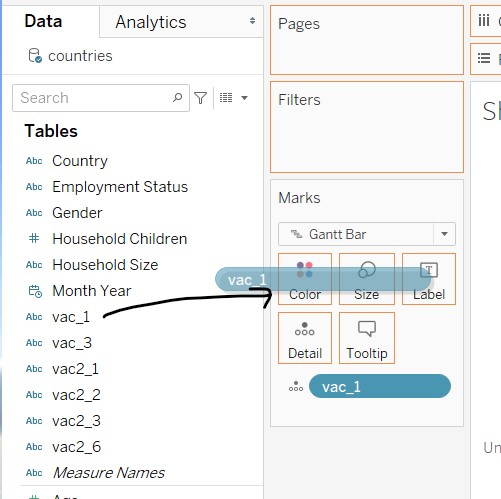 Data
Analytics
countries
Search
Tables
Abc Country
Abc Employment Status
Abc Gender
# Household Children
Abc Household Size
Month Year
Abc vac_1
Abc vac_3
Abc vac2_1
Abc vac2_2
Abc vac2_3
Abc vac2_6
Abc Measure Names
Pages
Filters
Marks
Gantt Bar
vac_1
Color Size Label
Detail Tooltip
vac_1
Sh
Un